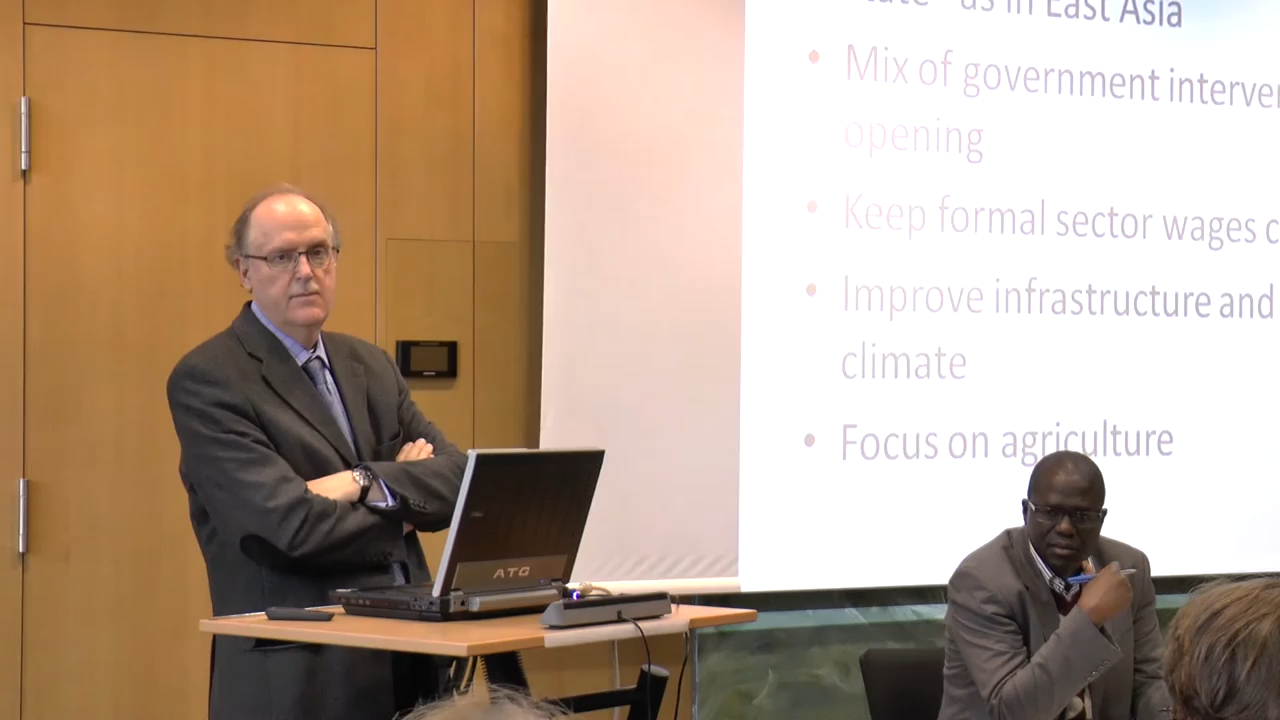 as in East Asia
• Mix of government
opening
• Keep formal sector wages
• Improve infrastructure and
climate
• Focus on agriculture
ATG